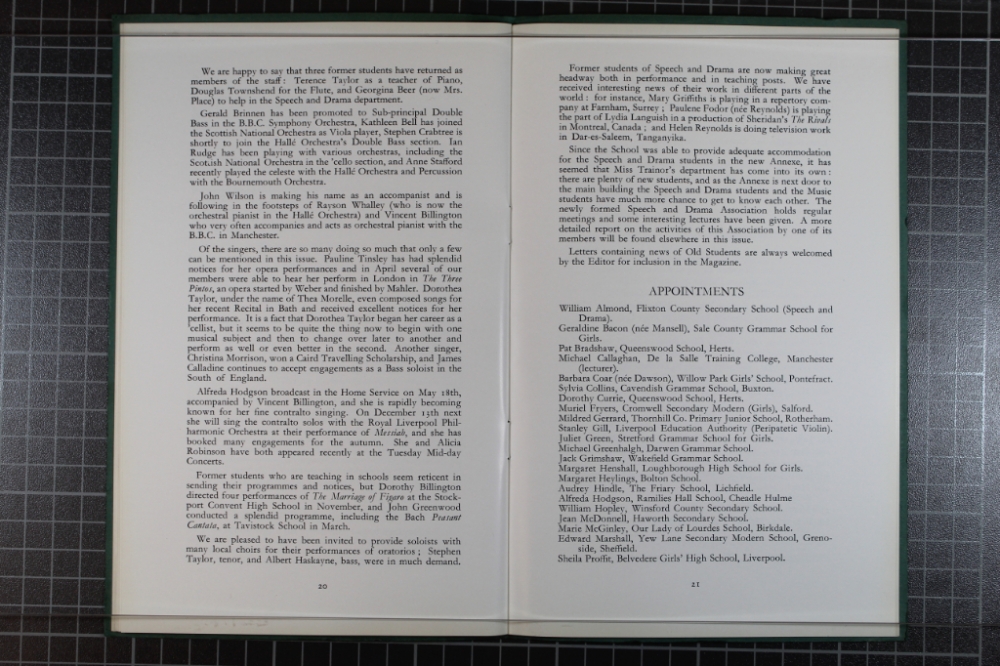 We are happy to say that three former students have returned as
members of the staff : Terence Taylor as a teacher of Piano,
Douglas Townshend for the Flute, and Georgina Beer (now Mrs.
Place) to help in the Speech and Drama department.
Gerald Brinnen has been promoted to Sub-principal Double
Bass in the B.B.C. Symphony Orchestra, Kathleen Bell has joined
the Scottish National Orchestra as Viola player, Stephen Crabtree is
shortly to join the Hallé Orchestra's Double Bass section. Ian
Rudge has been playing with various orchestras, including the
Scottish National Orchestra in the 'cello section, and Anne Stafford
recently played the celeste with the Hallé Orchestra and Percussion
with the Bournemouth Orchestra.
John Wilson is making his name as an accompanist and is
following in the footsteps of Rayson Whalley (who is now the
orchestral pianist in the Hallé Orchestra) and Vincent Billington
who very often accompanies and acts as orchestral pianist with the
B.B.C. in Manchester.
Of the singers, there are so many doing so much that only a few
can be mentioned in this issue. Pauline Tinsley has had splendid
notices for her opera performances and in April several of our
members were able to hear her perform in London in The Three
Pintos, an opera started by Weber and finished by Mahler. Dorothea
Taylor, under the name of Thea Morelle, even composed songs for
her recent Recital in Bath and received excellent notices for her
performance. It is a fact that Dorothea Taylor began her career as a
'cellist, but it seems to be quite the thing now to begin with one
musical subject and then to change over later to another and
perform as well or even better in the second. Another singer,
Christina Morrison, won a Caird Travelling Scholarship, and James
Calladine continues to accept engagements as a Bass soloist in the
South of England.
Alfreda Hodgson broadcast in the Home Service on May 18th,
accompanied by Vincent Billington, and she is rapidly becoming
known for her fine contralto singing. On December 15th next
she will sing the contralto solos with the Royal Liverpool Phil-
harmonic Orchestra at their performance of Messiah, and she has
booked many engagements for the autumn. She and Alicia
Robinson have both appeared recently at the Tuesday Mid-day
Concerts.
Former students who are teaching in schools seem reticent in
sending their programmes and notices, but Dorothy Billington
directed four performances of The Marriage of Figaro at the Stock-
port Convent High School in November, and John Greenwood
conducted a splendid programme, including the Bach Peasant
Cantata, at Tavistock School in March.
We are pleased to have been invited to provide soloists with
many local choirs for their performances of oratorios ; Stephen
Taylor, tenor, and Albert Haskayne, bass, were in much demand.
20
Former students of Speech and Drama are now making great
headway both in performance and in teaching posts. We have
received interesting news of their work in different parts of the
world : for instance, Mary Griffiths is playing in a repertory com-
pany at Farnham, Surrey ; Paulene Fodor (née Reynolds) is playing
the part of Lydia Languish in a production of Sheridan's The Rivals
in Montreal, Canada ; and Helen Reynolds is doing television work
in Dar-es-Saleem, Tanganyika.
Since the School was able to provide adequate accommodation
for the Speech and Drama students in the new Annexe, it has
seemed that Miss Trainor's department has come into its own :
there are plenty of new students, and as the Annexe is next door to
the main building the Speech and Drama students and the Music
students have much more chance to get to know each other. The
newly formed Speech and Drama Association holds regular
meetings and some interesting lectures have been given. A more
detailed report on the activities of this Association by one of its
members will be found elsewhere in this issue.
Letters containing news of Old Students are always welcomed
by the Editor for inclusion in the Magazine.
APPOINTMENTS
William Almond, Flixton County Secondary School (Speech and
Drama).
Geraldine Bacon (née Mansell), Sale County Grammar School for
Girls.
Pat Bradshaw, Queenswood School, Herts.
Michael Callaghan, De la Salle Training College, Manchester
(lecturer).
Barbara Coar (née Dawson), Willow Park Girls' School, Pontefract.
Sylvia Collins, Cavendish Grammar School, Buxton.
Dorothy Currie, Queenswood School, Herts.
Muriel Fryers, Cromwell Secondary Modern (Girls), Salford.
Mildred Gerrard, Thornhill Co. Primary Junior School, Rotherham.
Stanley Gill, Liverpool Education Authority (Peripatetic Violin).
Juliet Green, Stretford Grammar School for Girls.
Michael Greenhalgh, Darwen Grammar School.
Jack Grimshaw, Wakefield Grammar School.
Margaret Henshall, Loughborough High School for Girls.
Margaret Heylings, Bolton School.
Audrey Hindle, The Friary School, Lichfield.
Alfreda Hodgson, Ramilies Hall School, Cheadle Hulme
William Hopley, Winsford County Secondary School.
Jean McDonnell, Haworth Secondary School.
Marie McGinley, Our Lady of Lourdes School, Birkdale.
Edward Marshall, Yew Lane Secondary Modern School, Greno-
side, Sheffield.
Sheila Proffit, Belvedere Girls' High School, Liverpool.
21